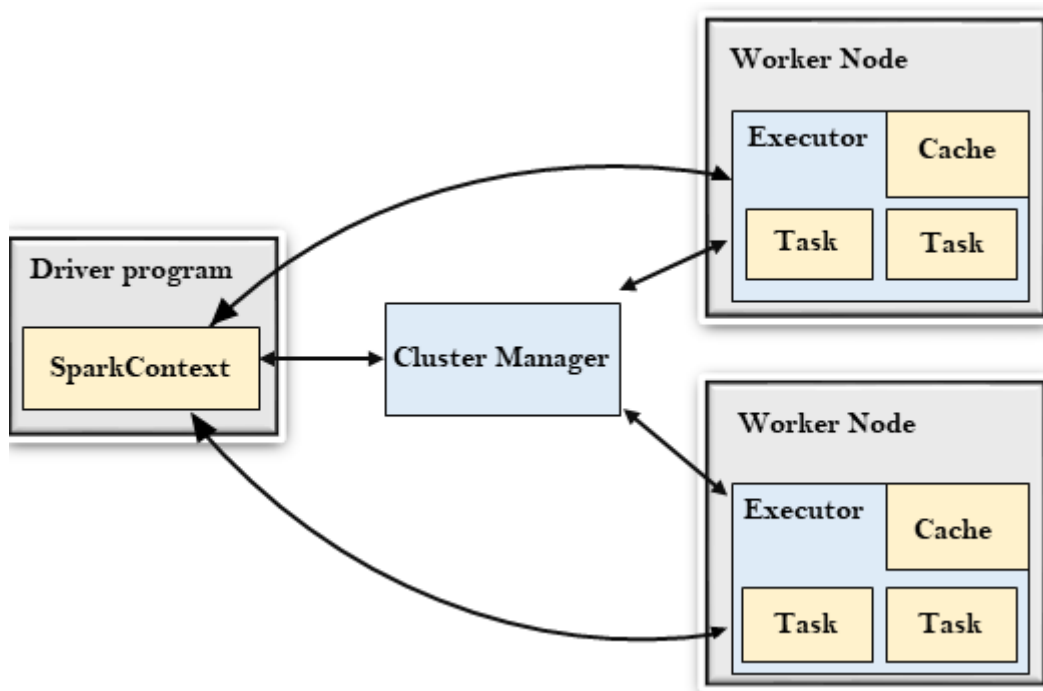 Driver program
SparkContext
Cluster Manager
Worker Node
Executor
Cache
Task
Task
Worker Node
Executor
Cache
Task
Task